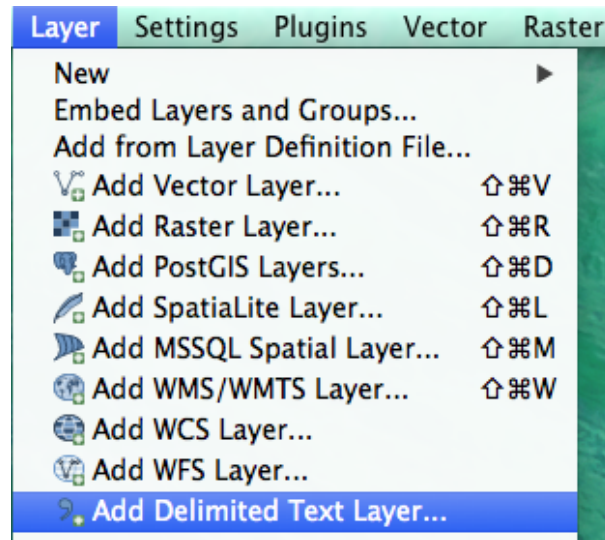 Layer Settings Plugins Vector Raster
New ▶
Embed Layers and Groups...
Add from Layer Definition File...
Add Vector Layer... ⇧⌘V
Add Raster Layer... ⇧⌘R
Add PostGIS Layers... ⇧⌘D
Add SpatiaLite Layer... ⇧⌘L
Add MSSQL Spatial Layer... ⇧⌘M
Add WMS/WMTS Layer... ⇧⌘W
Add WCS Layer...
Add WFS Layer...
Add Delimited Text Layer...